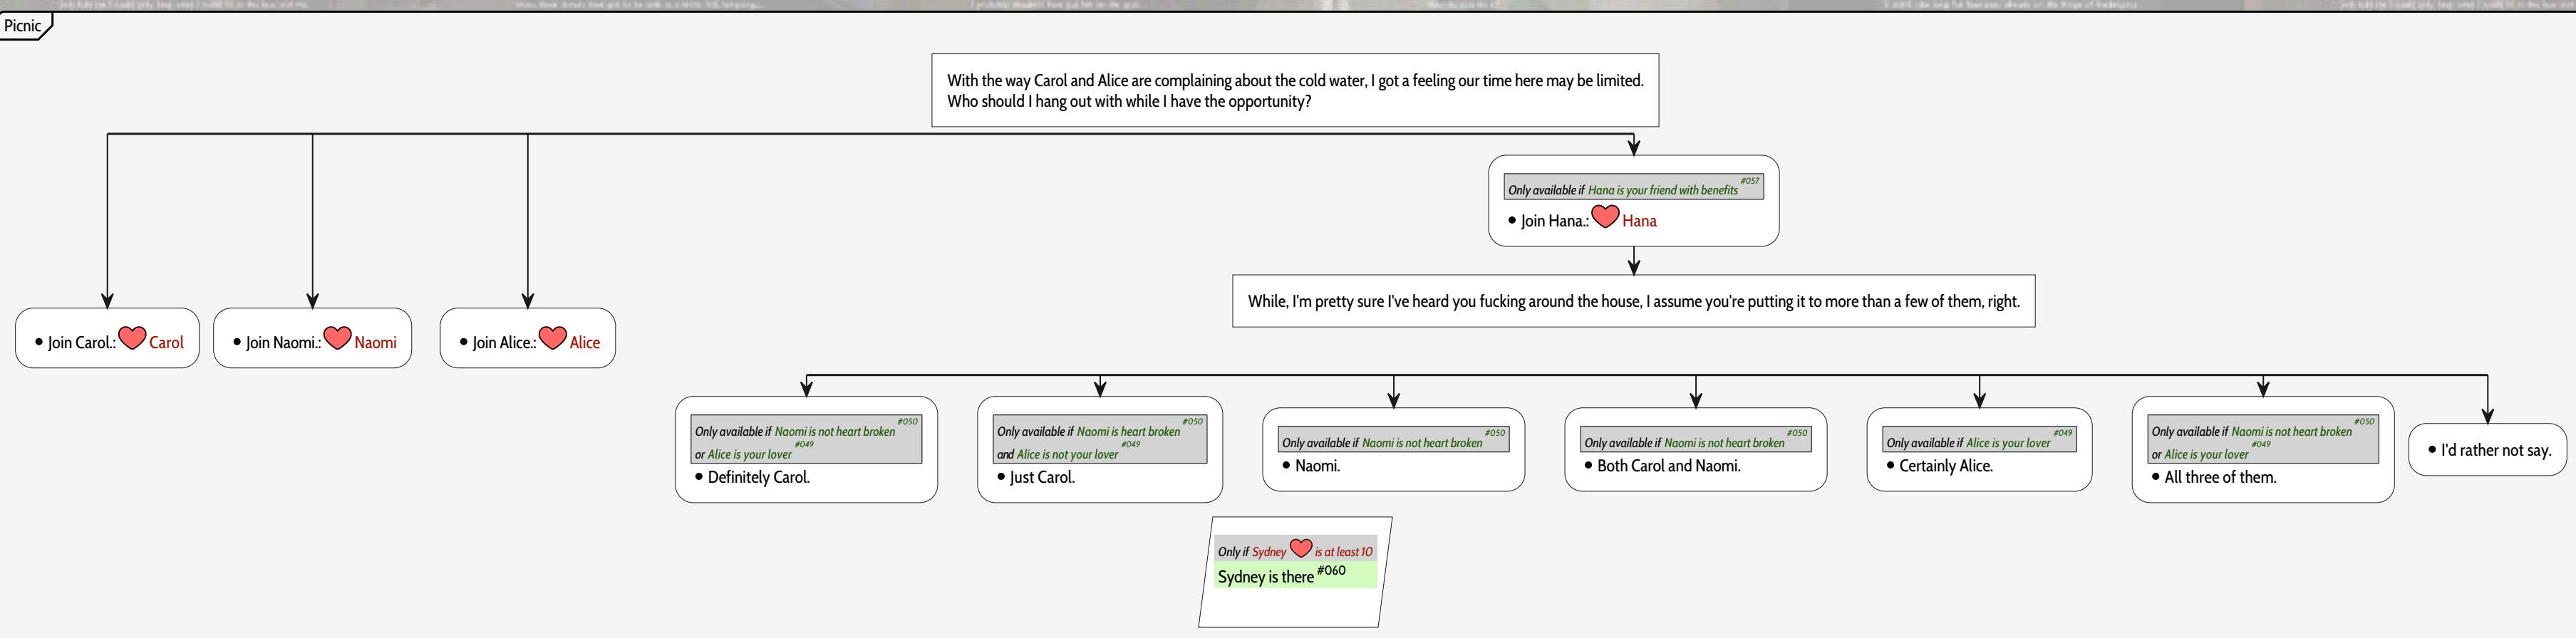 Picnic
With the way Carol and Alice are complaining about the cold water, I got a feeling our time here may be limited.
Who should I hang out with while I have the opportunity?
Only available if Hana is your friend with benefits #057
• Join Hana.: Hana
While, I'm pretty sure I've heard you fucking around the house, I assume you're putting it to more than a few of them, right.
• Join Carol.: Carol
• Join Naomi.: Naomi
• Join Alice.: Alice
Only available if Naomi is not heart broken #050
or Alice is your lover #049
• Definitely Carol.
Only available if Naomi is heart broken #050
and Alice is not your lover #049
• Just Carol.
Only available if Naomi is not heart broken #050
• Naomi.
Only available if Naomi is not heart broken #050
• Both Carol and Naomi.
Only available if Alice is your lover #049
• Certainly Alice.
Only available if Naomi is not heart broken #050
or Alice is your lover #049
• All three of them.
• I'd rather not say.
Only if Sydney is at least 10
Sydney is there #060